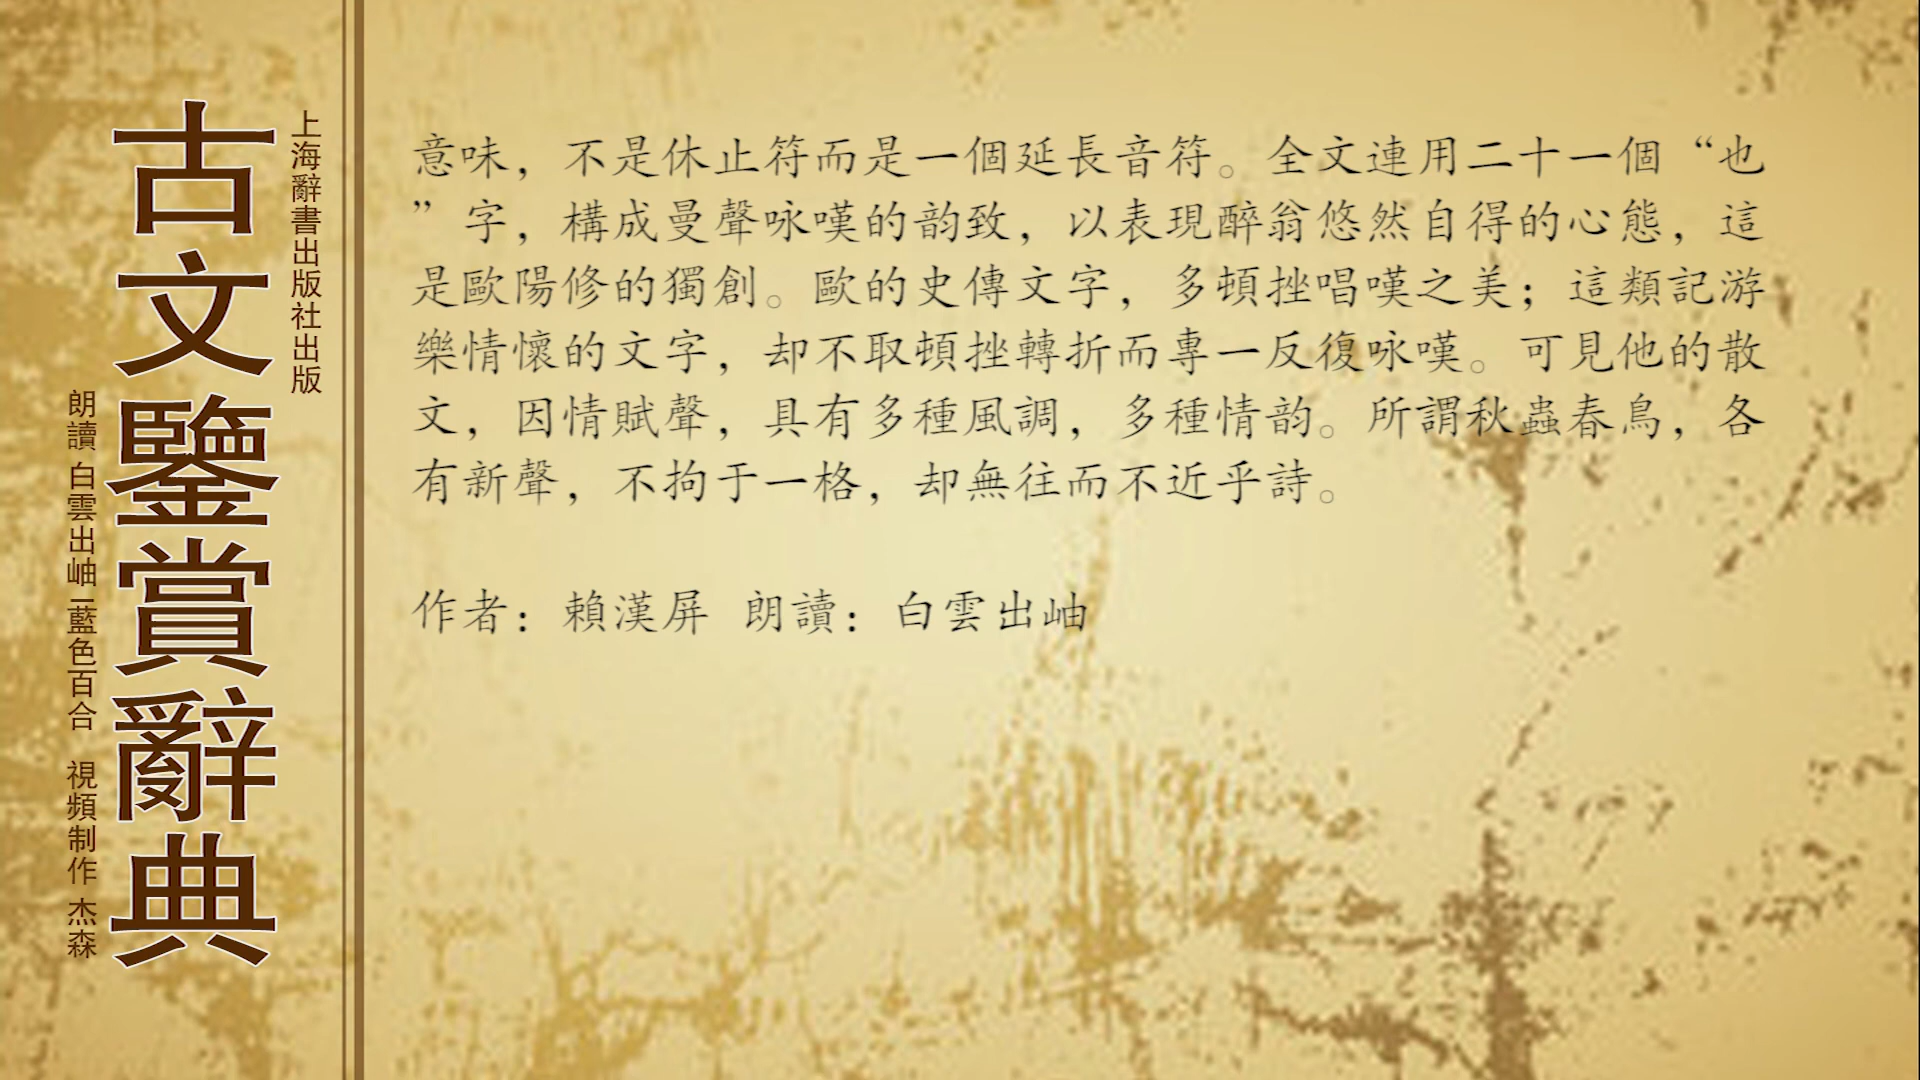 上海辭書出版社出版
古文鑒賞辭典
朗讀 白雲出岫 藍色百合 視頻制作 杰森
意味，不是休止符而是一個延長音符。全文連用二十一個“也
”字，構成曼聲咏嘆的韵致，以表現醉翁悠然自得的心態，這
是歐陽修的獨創。歐的史傳文字，多頓挫唱嘆之美；這類記游
樂情懷的文字，却不取頓挫轉折而專一反復咏嘆。可見他的散
文，因情賦聲，具有多種風調，多種情韵。所謂秋蟲春鳥，各
有新聲，不拘于一格，却無往而不近乎詩。
作者：賴漢屏 朗讀：白雲出岫